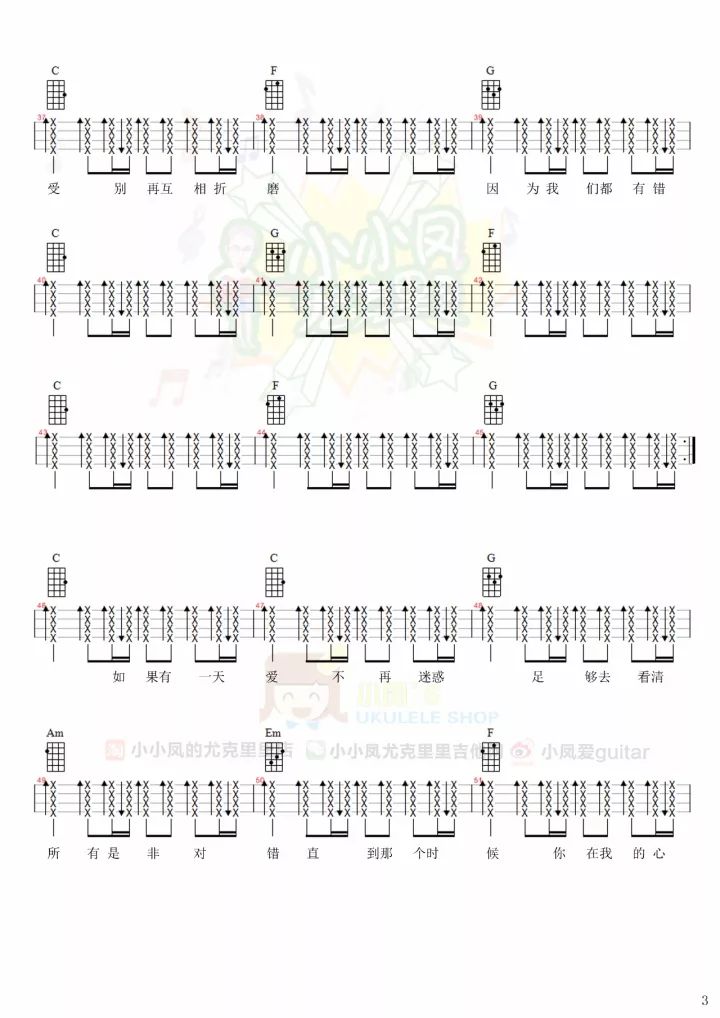 C F G
37 38 39
受 别 再互 相折 磨 因 为我 们都 有错
C G F
40 41 42
小小凤
C F G
43 44 45
C C G
46 47 48
如 果有 一天 爱 不 再 迷惑 足 够去 看清
UKULELE SHOP
Am Em F
小小凤的尤克里里吉 小小凤尤克里里吉他 小凤爱guitar
49 50 51
所 有是 非 对 错直 到那 个时 候 你 在我 的心
3